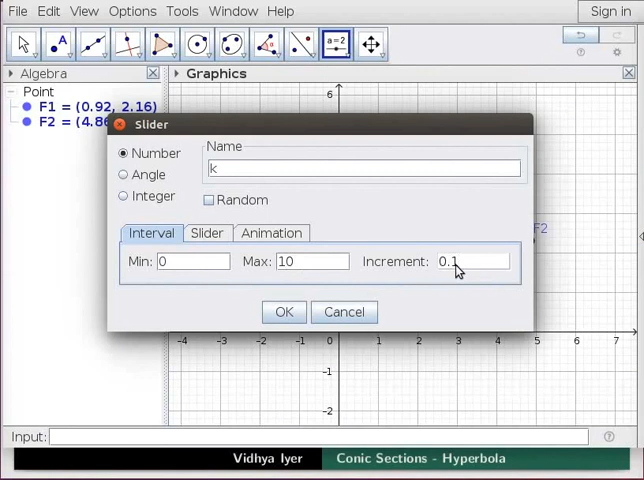 File Edit View Options Tools Window Help Sign in
a=2
Algebra
Graphics
Point
F1 = (0.92, 2.16)
F2 = (4.86
6
Slider
Number
Name
k
Angle
Integer
Random
F2
Interval Slider Animation
Min: 0 Max: 10 Increment: 0.1
OK Cancel
-4 -3 -2 -1 0 1 2 3 4 5 6 7
-1
-2
Input:
Vidhya Iyer Conic Sections - Hyperbola